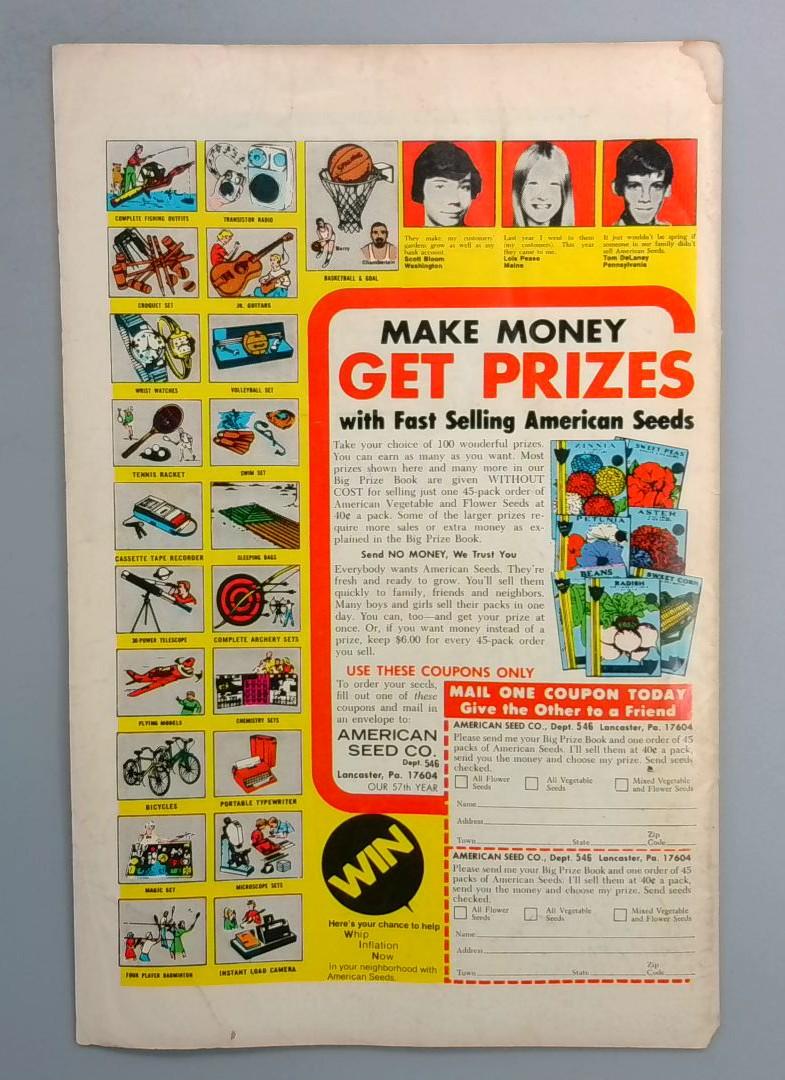 COMPLETE FISHING OUTFITS
TRANSISTOR RADIO
SPALDING
Barry
Chamberlain
BASKETBALL & GOAL
They make my customers'
gardens grow as well as my
bank account.
Scott Bloom
Washington
Last year I went to them
(my customers). This year
they came to me.
Lois Pease
Maine
It just wouldn't be spring if
someone in our family didn't
sell American Seeds.
Tom DeLaney
Pennsylvania
CROQUET SET
JR. GUITARS
WRIST WATCHES
VOLLEYBALL SET
TENNIS RACKET
SWIM SET
CASSETTE TAPE RECORDER
SLEEPING BAGS
30-POWER TELESCOPE
COMPLETE ARCHERY SETS
FLYING MODELS
CHEMISTRY SETS
BICYCLES
PORTABLE TYPEWRITER
MAGIC SET
MICROSCOPE SETS
FOUR PLAYER BADMINTON
INSTANT LOAD CAMERA
MAKE MONEY
GET PRIZES
with Fast Selling American Seeds
Take your choice of 100 wonderful prizes.
You can earn as many as you want. Most
prizes shown here and many more in our
Big Prize Book are given WITHOUT
COST for selling just one 45-pack order of
American Vegetable and Flower Seeds at
40¢ a pack. Some of the larger prizes re-
quire more sales or extra money as ex-
plained in the Big Prize Book.
Send NO MONEY, We Trust You
Everybody wants American Seeds. They're
fresh and ready to grow. You'll sell them
quickly to family, friends and neighbors.
Many boys and girls sell their packs in one
day. You can, too—and get your prize at
once. Or, if you want money instead of a
prize, keep $6.00 for every 45-pack order
you sell.
ZINNIA
SWEET PEAS
PETUNIA
ASTER
BEANS
RADISH
SWEET CORN
USE THESE COUPONS ONLY
To order your seeds,
fill out one of these
coupons and mail in
an envelope to:
AMERICAN
SEED CO.
Dept. 546
Lancaster, Pa. 17604
OUR 57th YEAR
WIN
Here's your chance to help
Whip
Inflation
Now
In your neighborhood with
American Seeds.
MAIL ONE COUPON TODAY
Give the Other to a Friend
AMERICAN SEED CO., Dept. 546 Lancaster, Pa. 17604
Please send me your Big Prize Book and one order of 45
packs of American Seeds. I'll sell them at 40¢ a pack,
send you the money and choose my prize. Send seeds
checked.
All Flower Seeds
All Vegetable Seeds
Mixed Vegetable and Flower Seeds
Name
Address
Town State Zip Code
AMERICAN SEED CO., Dept. 546 Lancaster, Pa. 17604
Please send me your Big Prize Book and one order of 45
packs of American Seeds. I'll sell them at 40¢ a pack,
send you the money and choose my prize. Send seeds
checked.
All Flower Seeds
All Vegetable Seeds
Mixed Vegetable and Flower Seeds
Name
Address
Town State Zip Code